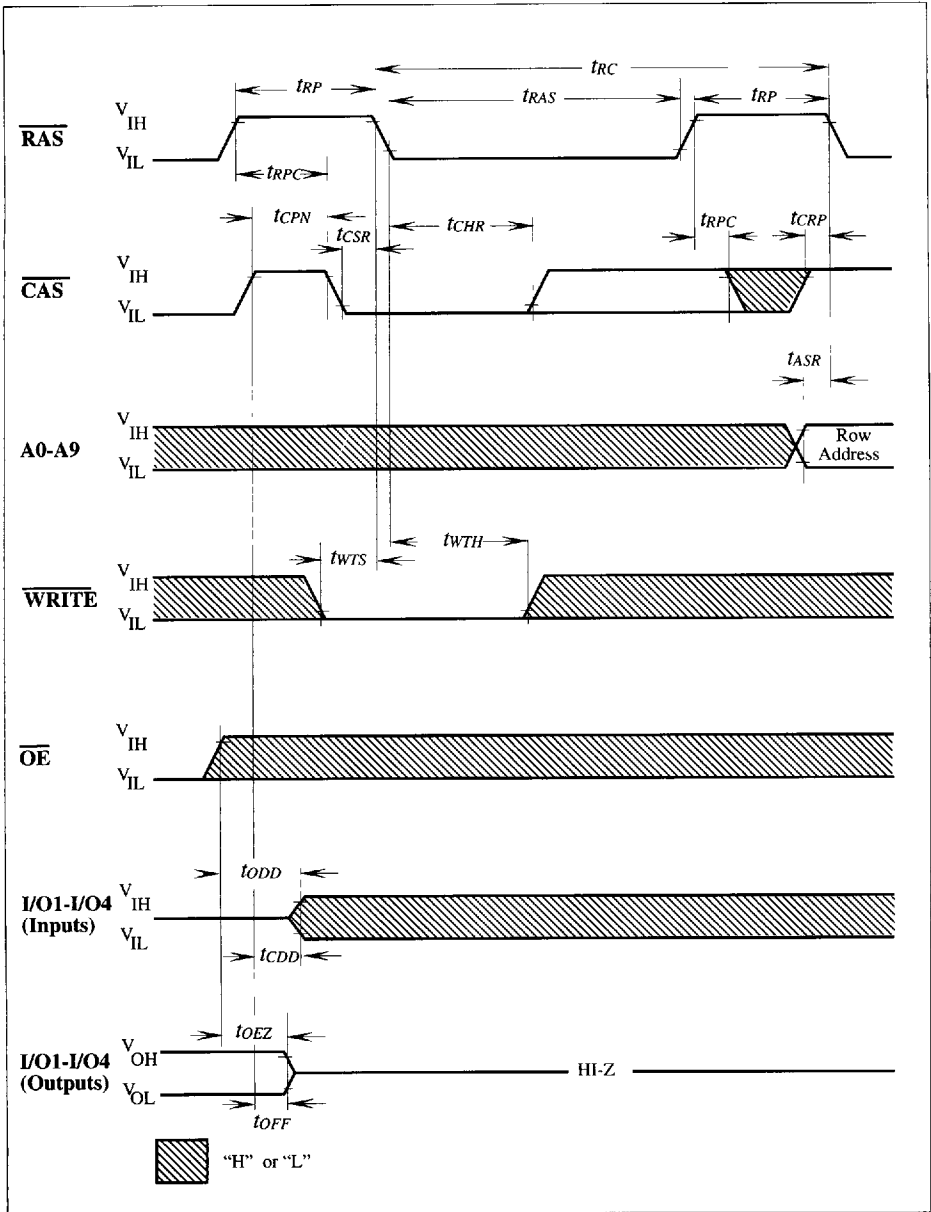 tRC
tRP
tRAS
tRP
RAS
VIH
VIL
tRPC
tCPN
tCSR
tCHR
tRPC
tCRP
CAS
VIH
VIL
tASR
A0-A9
VIH
VIL
Row
Address
tWTS
tWTH
WRITE
VIH
VIL
OE
VIH
VIL
tODD
I/O1-I/O4
(Inputs)
VIH
VIL
tCDD
tOEZ
I/O1-I/O4
(Outputs)
VOH
VOL
HI-Z
tOFF
“H” or “L”